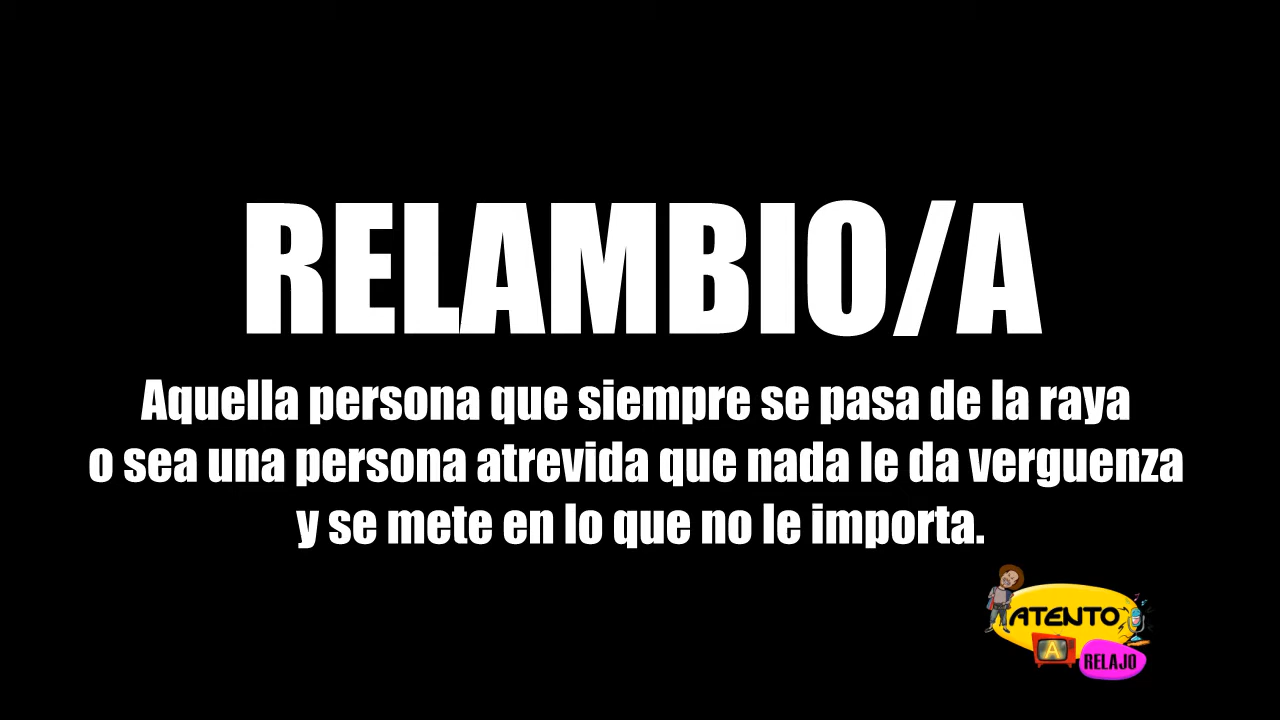 RELAMBIO/A
Aquella persona que siempre se pasa de la raya
o sea una persona atrevida que nada le da verguenza
y se mete en lo que no le importa.
ATENTO
A
RELAJO